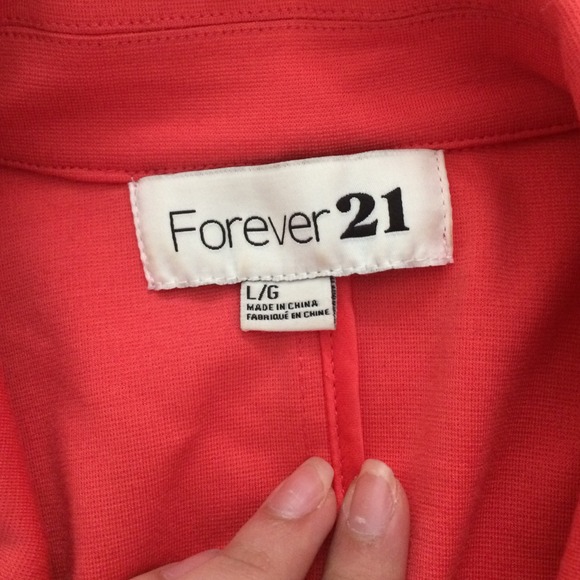 Forever 21
L/G
MADE IN CHINA
FABRIQUÉ EN CHINE